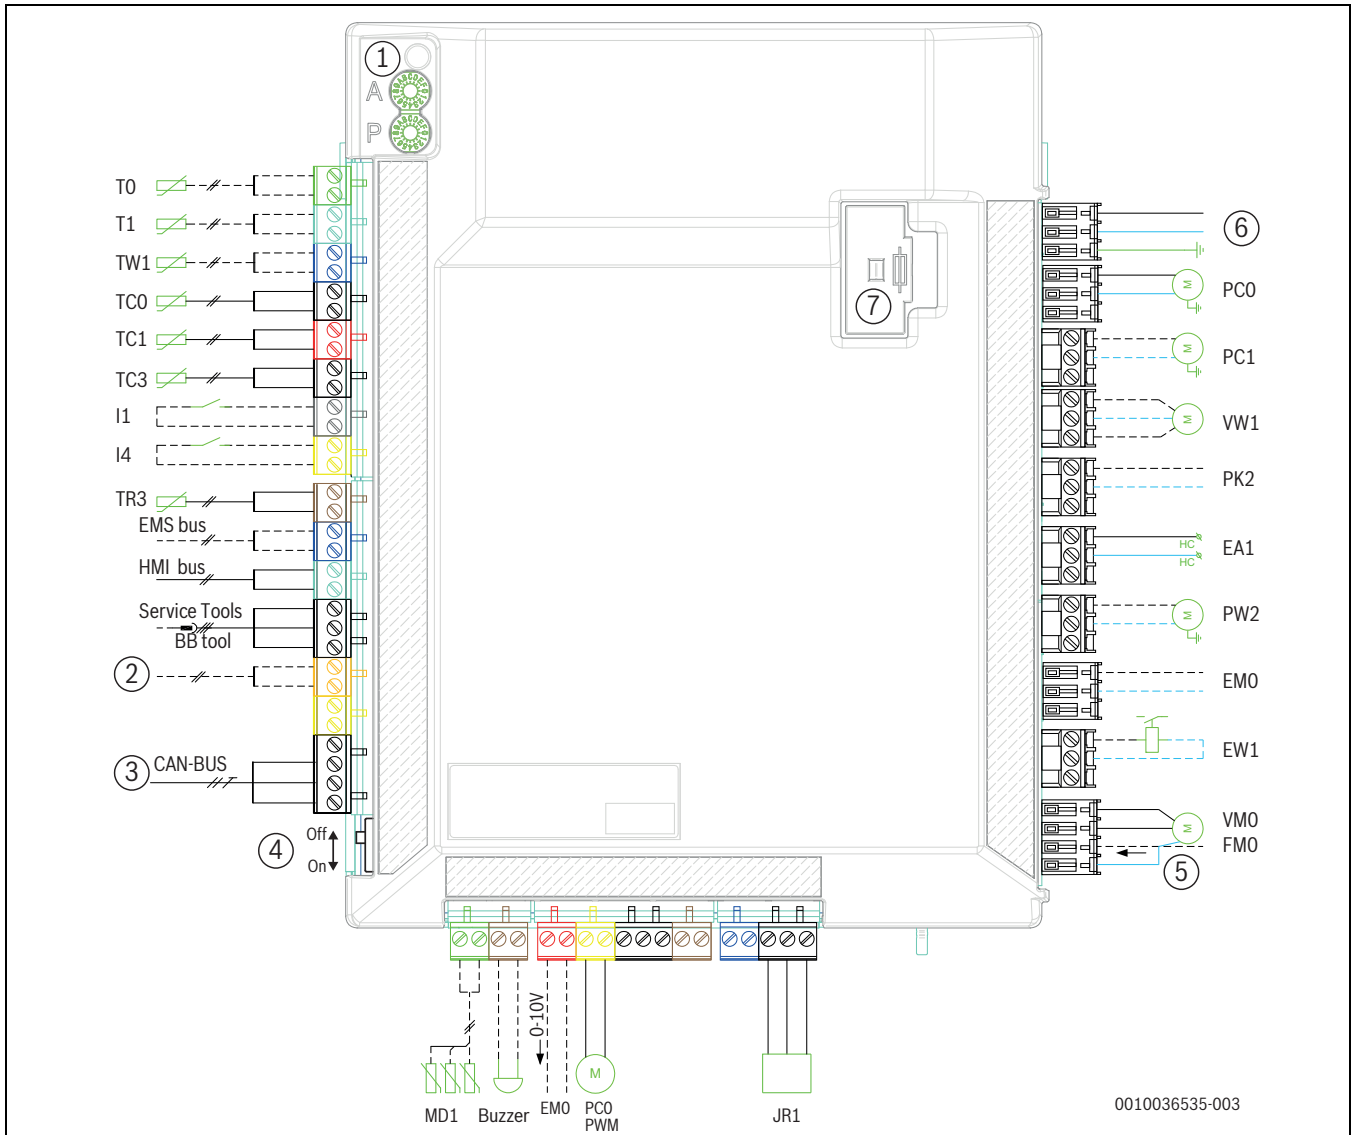 1
A
P
T0
T1
TW1
TC0
TC1
TC3
I1
I4
TR3
EMS bus
HMI bus
Service Tools
BB tool
2
3 CAN-BUS
4 Off
On
7
6
PC0
PC1
VW1
PK2
EA1
HC
HC
PW2
EM0
EW1
VM0
FM0
5
M
M
M
M
M
0-10V
M
MD1
Buzzer
EM0
PC0
PWM
JR1
0010036535-003